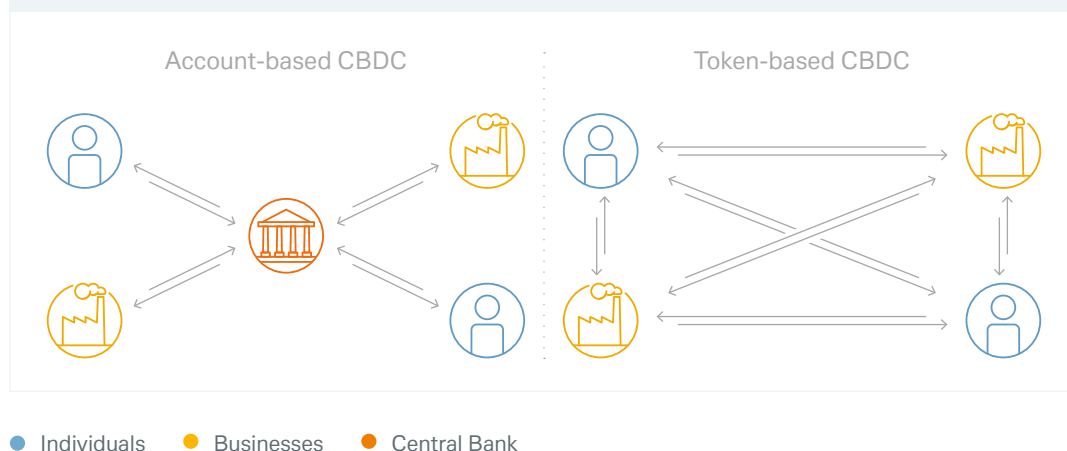 Account-based CBDC
Token-based CBDC
Individuals
Businesses
Central Bank